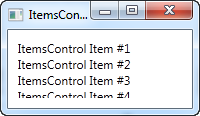 ItemsCon...
ItemsControl Item #1
ItemsControl Item #2
ItemsControl Item #3
ItemsControl Item #4